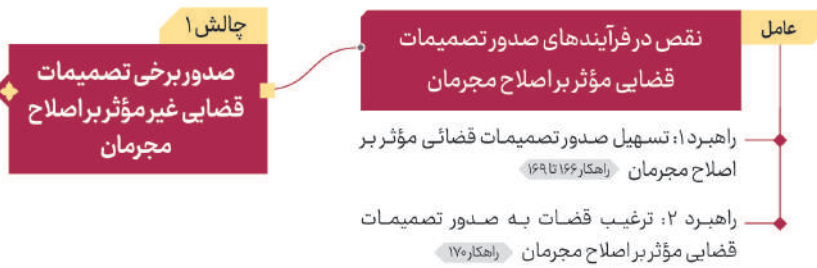 عامل
نقص در فرآیندهای صدور تصمیمات
قضایی مؤثر بر اصلاح مجرمان
راهبرد۱: تسهیل صدور تصمیمات قضائی مؤثر بر
اصلاح مجرمان راهکار ۱۶۶ تا ۱۶۹
راهبرد ۲: ترغیب قضات به صدور تصمیمات
قضایی مؤثر بر اصلاح مجرمان راهکار ۱۷۰
چالش ۱
صدور برخی تصمیمات
قضایی غیر مؤثر بر اصلاح
مجرمان